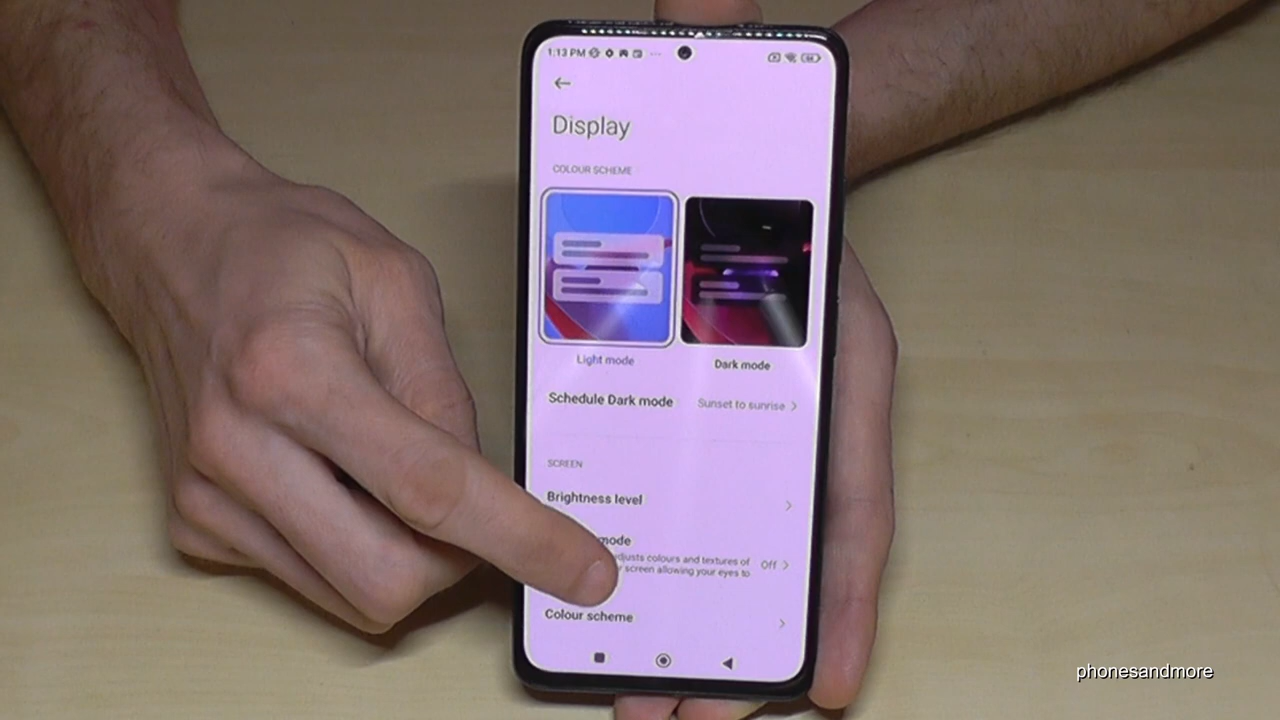 1:13 PM
Display
COLOUR SCHEME
Light mode
Dark mode
Schedule Dark mode Sunset to sunrise
SCREEN
Brightness level
mode
adjusts colours and textures of
screen allowing your eyes to
Off
Colour scheme
phonesandmore